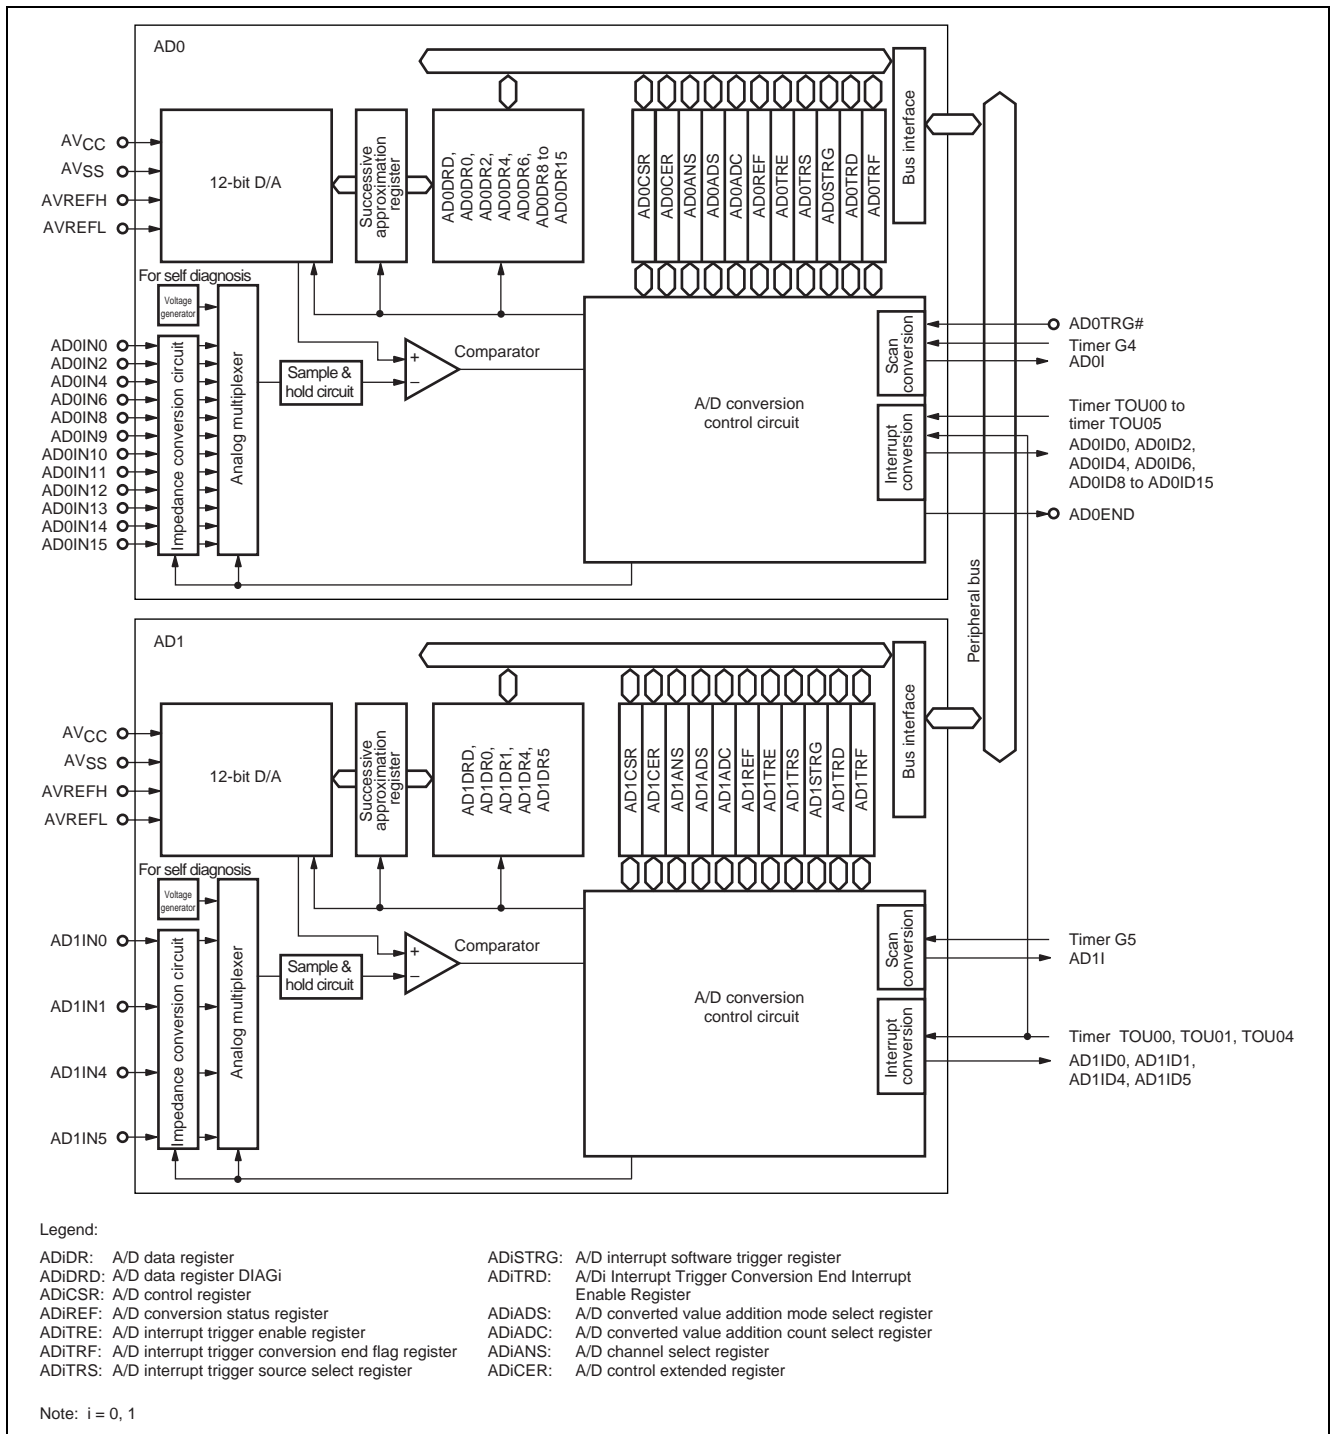 AD0
AVCC
AVSS
AVREFH
AVREFL
12-bit D/A
Successive
approximation
register
AD0DRD,
AD0DR0,
AD0DR2,
AD0DR4,
AD0DR6,
AD0DR8 to
AD0DR15
AD0CSR
AD0CER
AD0ANS
AD0ADS
AD0ADC
AD0REF
AD0TRE
AD0TRS
AD0STRG
AD0TRD
AD0TRF
Bus interface
For self diagnosis
Voltage
generator
AD0IN0
AD0IN2
AD0IN4
AD0IN6
AD0IN8
AD0IN9
AD0IN10
AD0IN11
AD0IN12
AD0IN13
AD0IN14
AD0IN15
Impedance conversion circuit
Analog multiplexer
Sample &
hold circuit
+
−
Comparator
A/D conversion
control circuit
Scan
conversion
Interrupt
conversion
AD0TRG#
Timer G4
AD0I
Timer TOU00 to
timer TOU05
AD0ID0, AD0ID2,
AD0ID4, AD0ID6,
AD0ID8 to AD0ID15
AD0END
Peripheral bus
AD1
AVCC
AVSS
AVREFH
AVREFL
12-bit D/A
Successive
approximation
register
AD1DRD,
AD1DR0,
AD1DR1,
AD1DR4,
AD1DR5
AD1CSR
AD1CER
AD1ANS
AD1ADS
AD1ADC
AD1REF
AD1TRE
AD1TRS
AD1STRG
AD1TRD
AD1TRF
Bus interface
For self diagnosis
Voltage
generator
AD1IN0
AD1IN1
AD1IN4
AD1IN5
Impedance conversion circuit
Analog multiplexer
Sample &
hold circuit
+
−
Comparator
A/D conversion
control circuit
Scan
conversion
Interrupt
conversion
Timer G5
AD1I
Timer TOU00, TOU01, TOU04
AD1ID0, AD1ID1,
AD1ID4, AD1ID5
Legend:
ADiDR: A/D data register
ADiDRD: A/D data register DIAGi
ADiCSR: A/D control register
ADiREF: A/D conversion status register
ADiTRE: A/D interrupt trigger enable register
ADiTRF: A/D interrupt trigger conversion end flag register
ADiTRS: A/D interrupt trigger source select register
ADiSTRG: A/D interrupt software trigger register
ADiTRD: A/Di Interrupt Trigger Conversion End Interrupt
Enable Register
ADiADS: A/D converted value addition mode select register
ADiADC: A/D converted value addition count select register
ADiANS: A/D channel select register
ADiCER: A/D control extended register
Note: i = 0, 1